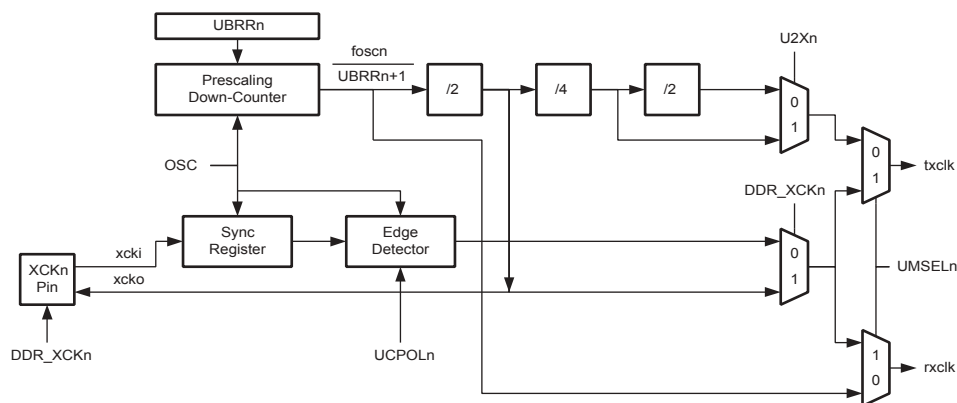 UBRRn
U2Xn
foscn
UBRRn+1
Prescaling
Down-Counter
/2
/4
/2
0
1
OSC
0
1
txclk
DDR_XCKn
xcki
Sync
Register
Edge
Detector
0
1
UMSELn
XCKn
Pin
xcko
DDR_XCKn
UCPOLn
1
0
rxclk